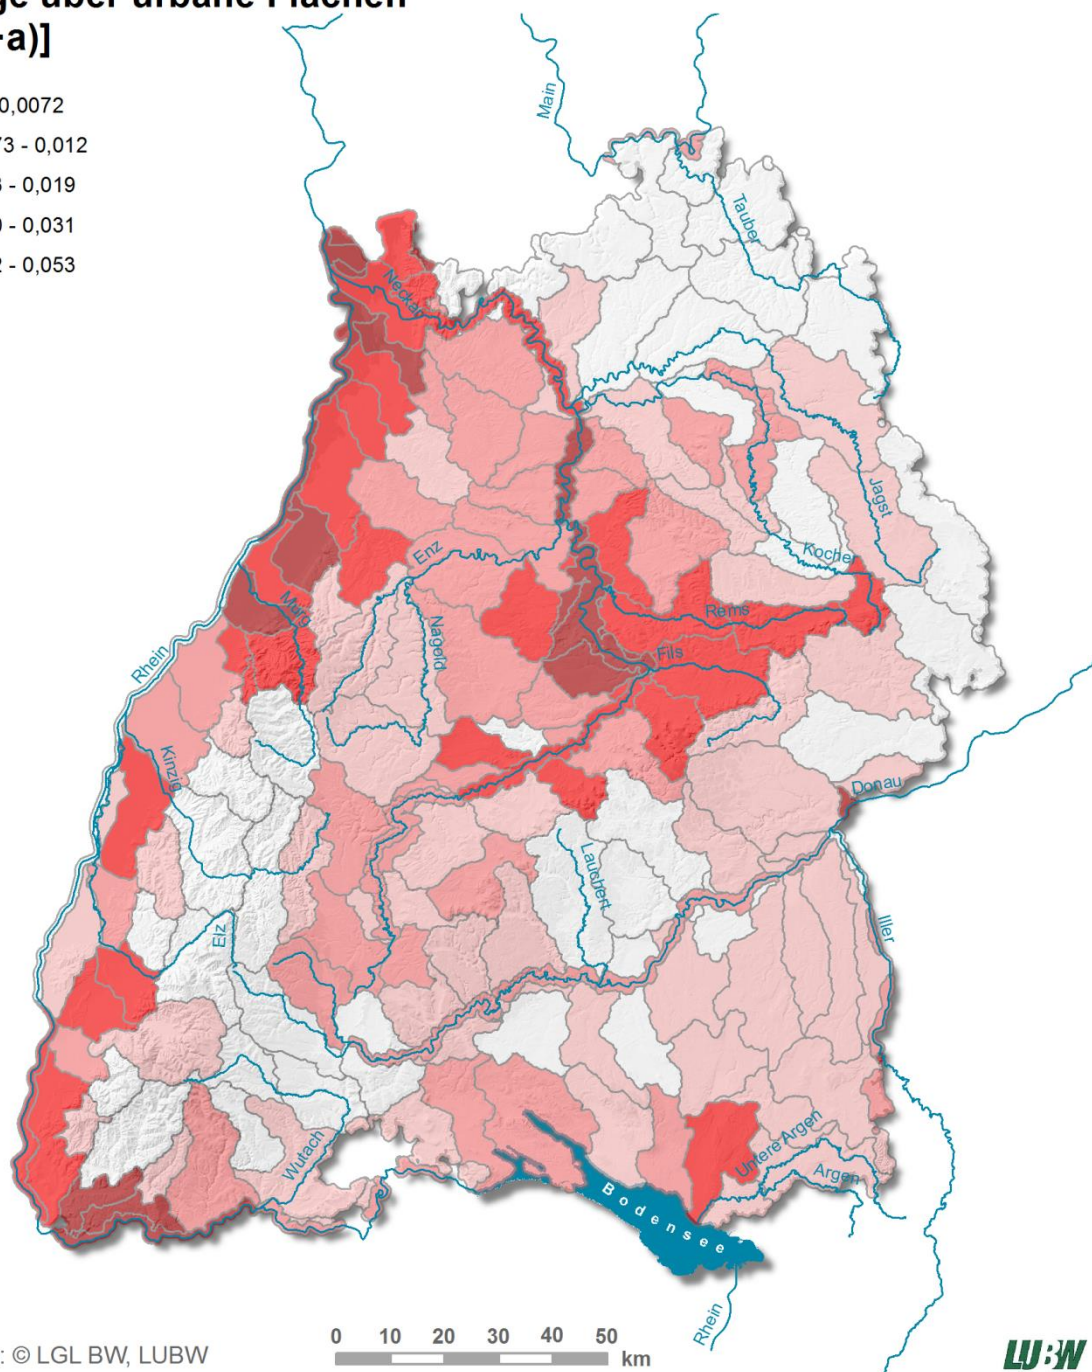 ge über urbane Flächen
·a)]
0,0072
73 - 0,012
3 - 0,019
0 - 0,031
2 - 0,053
Main
Tauber
Neckar
Jagst
Kocher
Enz
Murg
Nagold
Rems
Fils
Rhein
Kinzig
Donau
Lauchert
Elz
Iller
Wutach
Untere Argen
Argen
Bodensee
Rhein
0 10 20 30 40 50
km
: © LGL BW, LUBW
LUBW